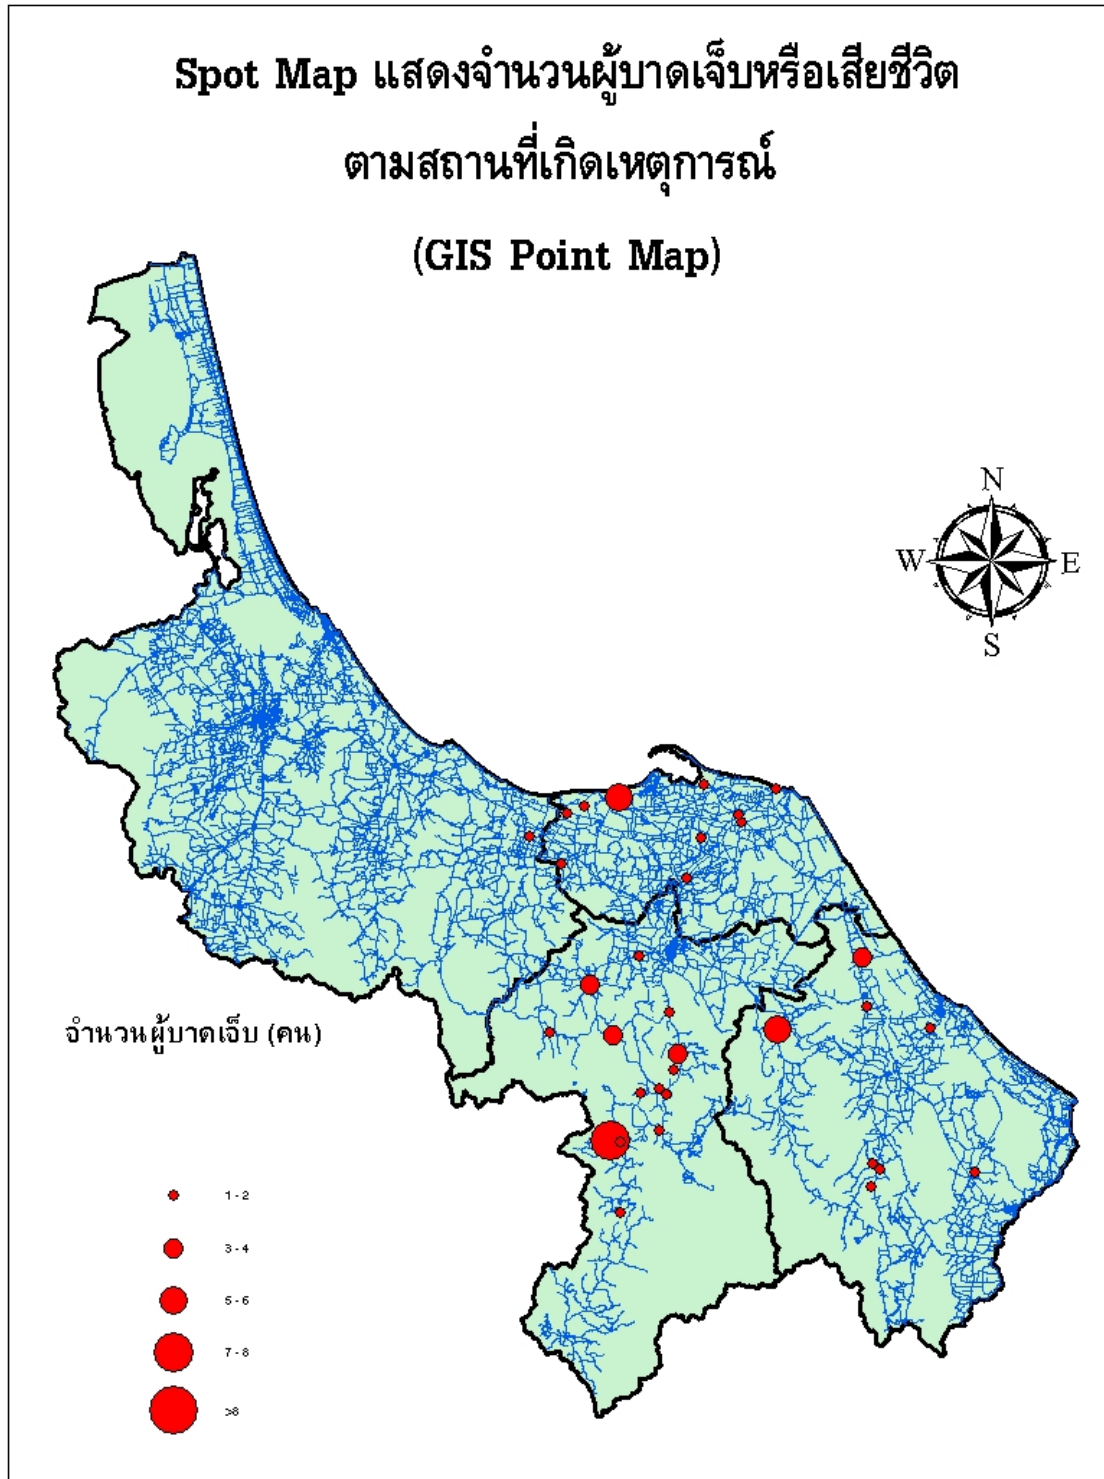 Spot Map แสดงจำนวนผู้บาดเจ็บหรือเสียชีวิต
ตามสถานที่เกิดเหตุการณ์
(GIS Point Map)
N
W
E
S
จำนวนผู้บาดเจ็บ (คน)
1 - 2
3 - 4
5 - 6
7 - 8
>8